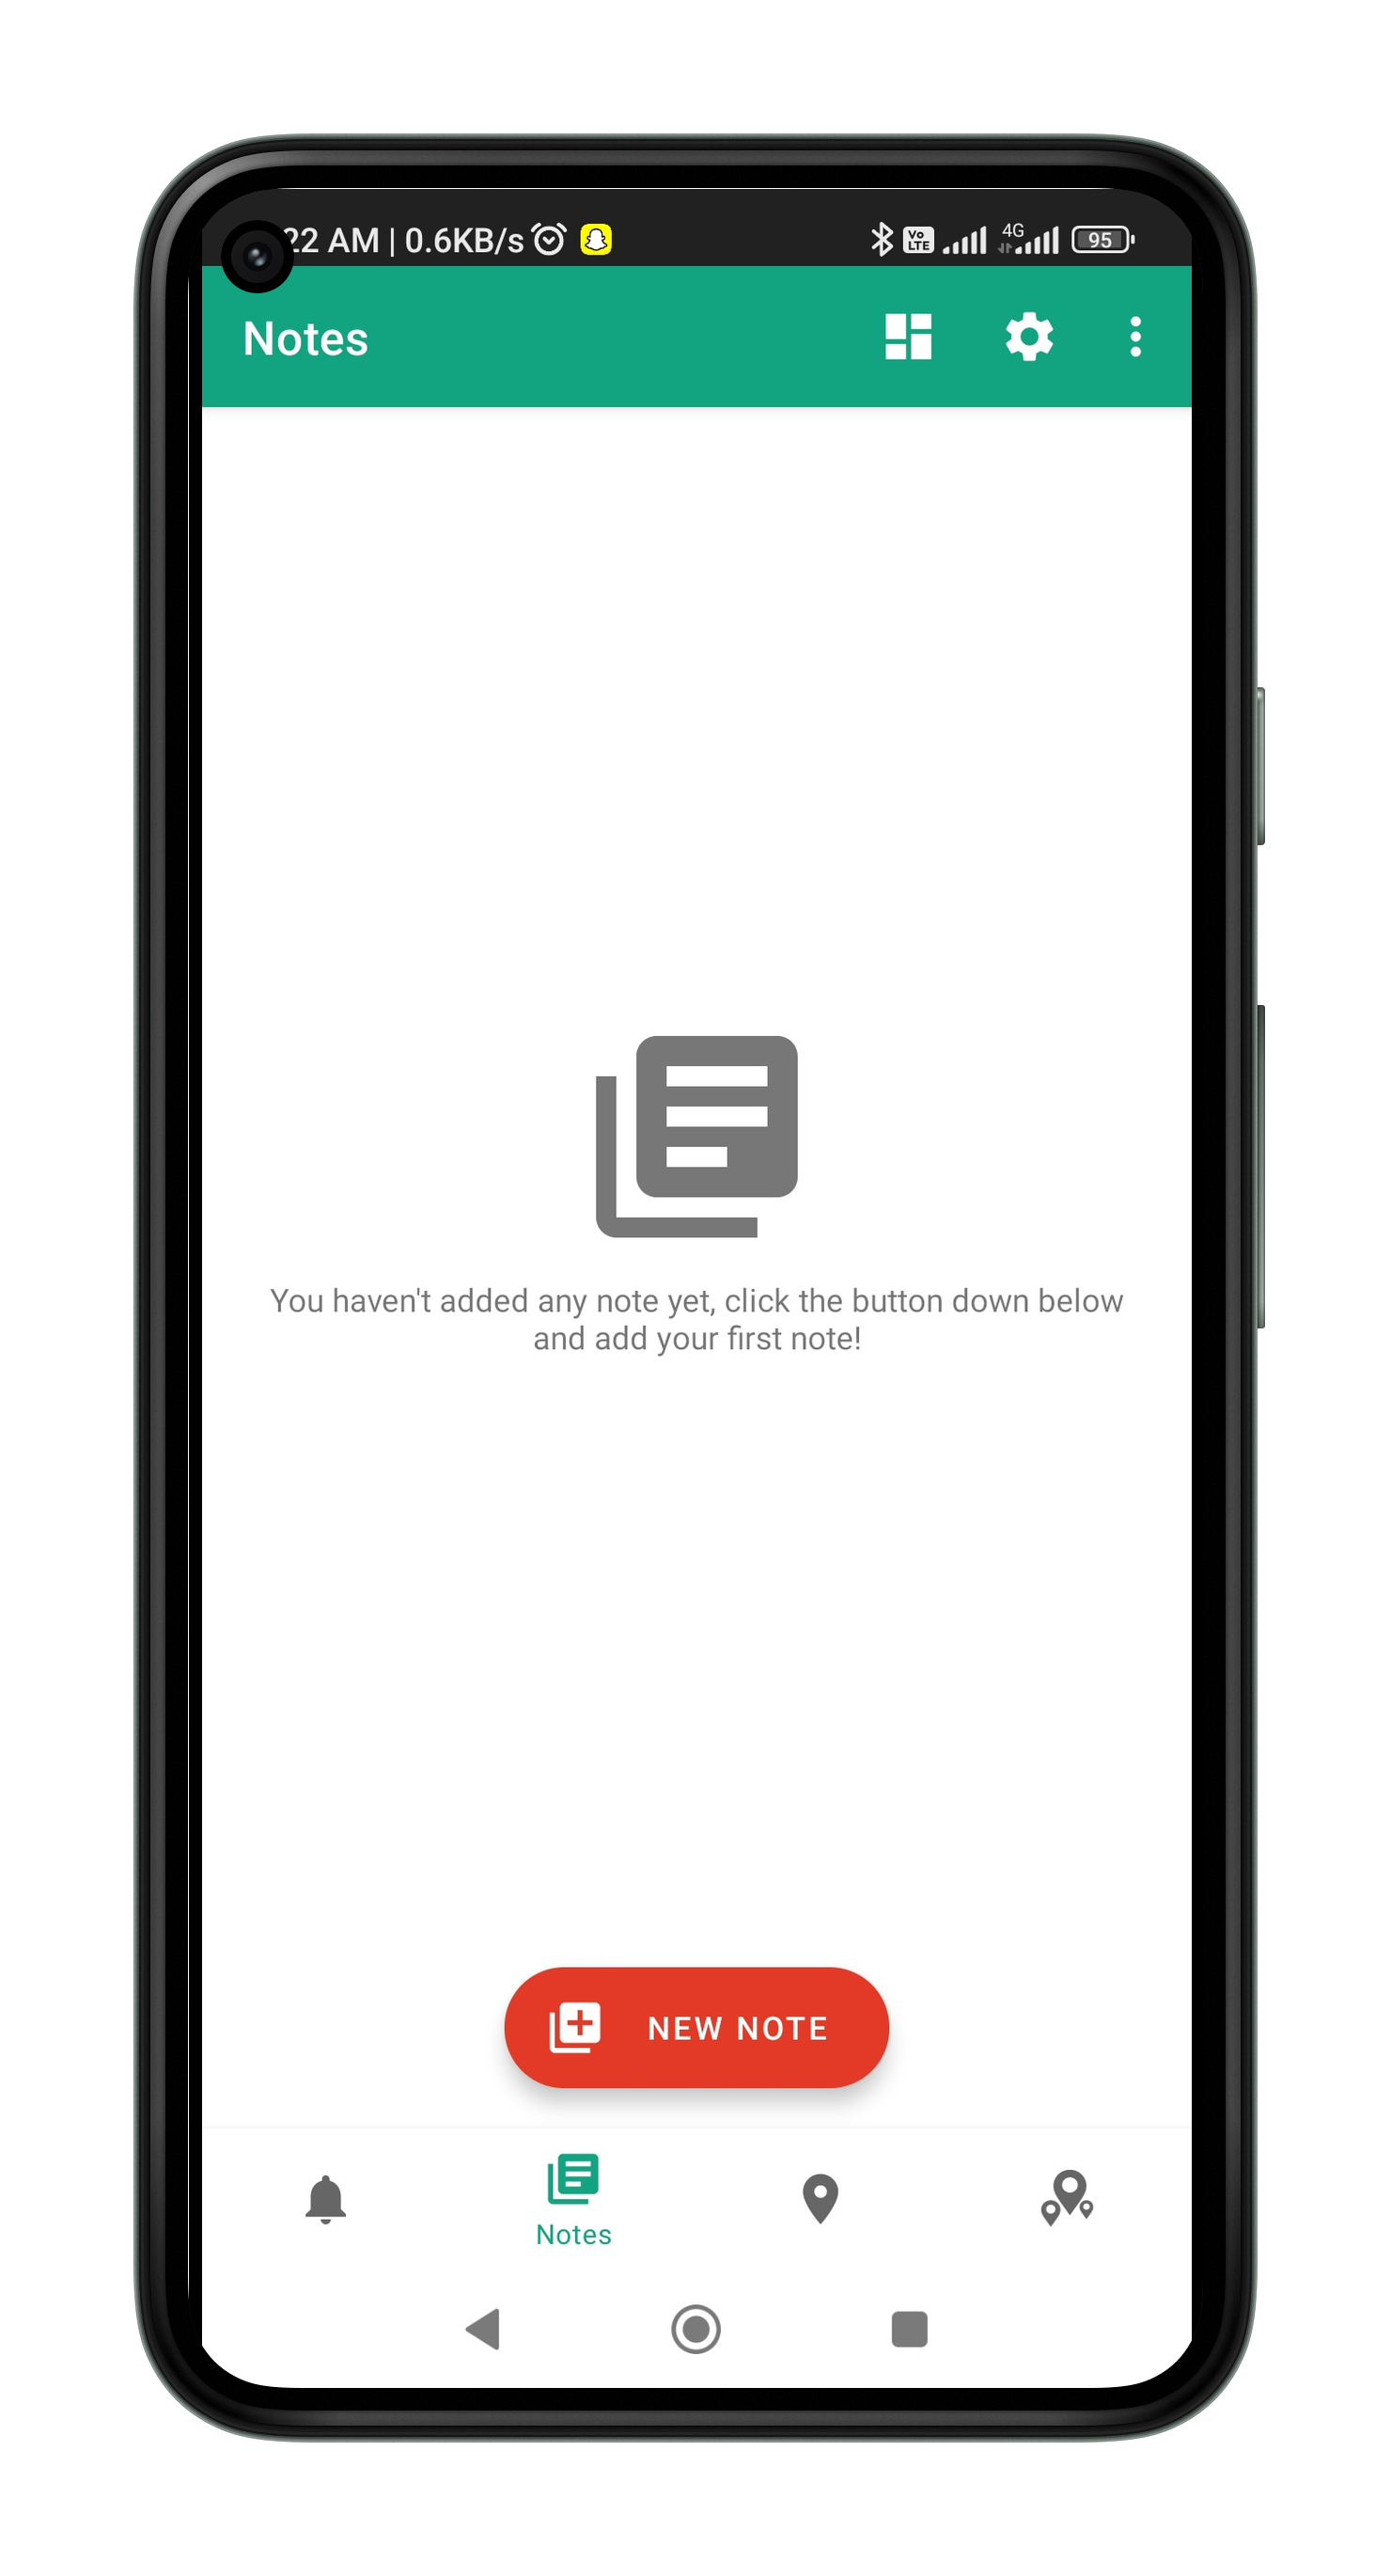 22 AM | 0.6KB/s
Vo LTE
4G
95
Notes
You haven't added any note yet, click the button down below
and add your first note!
NEW NOTE
Notes